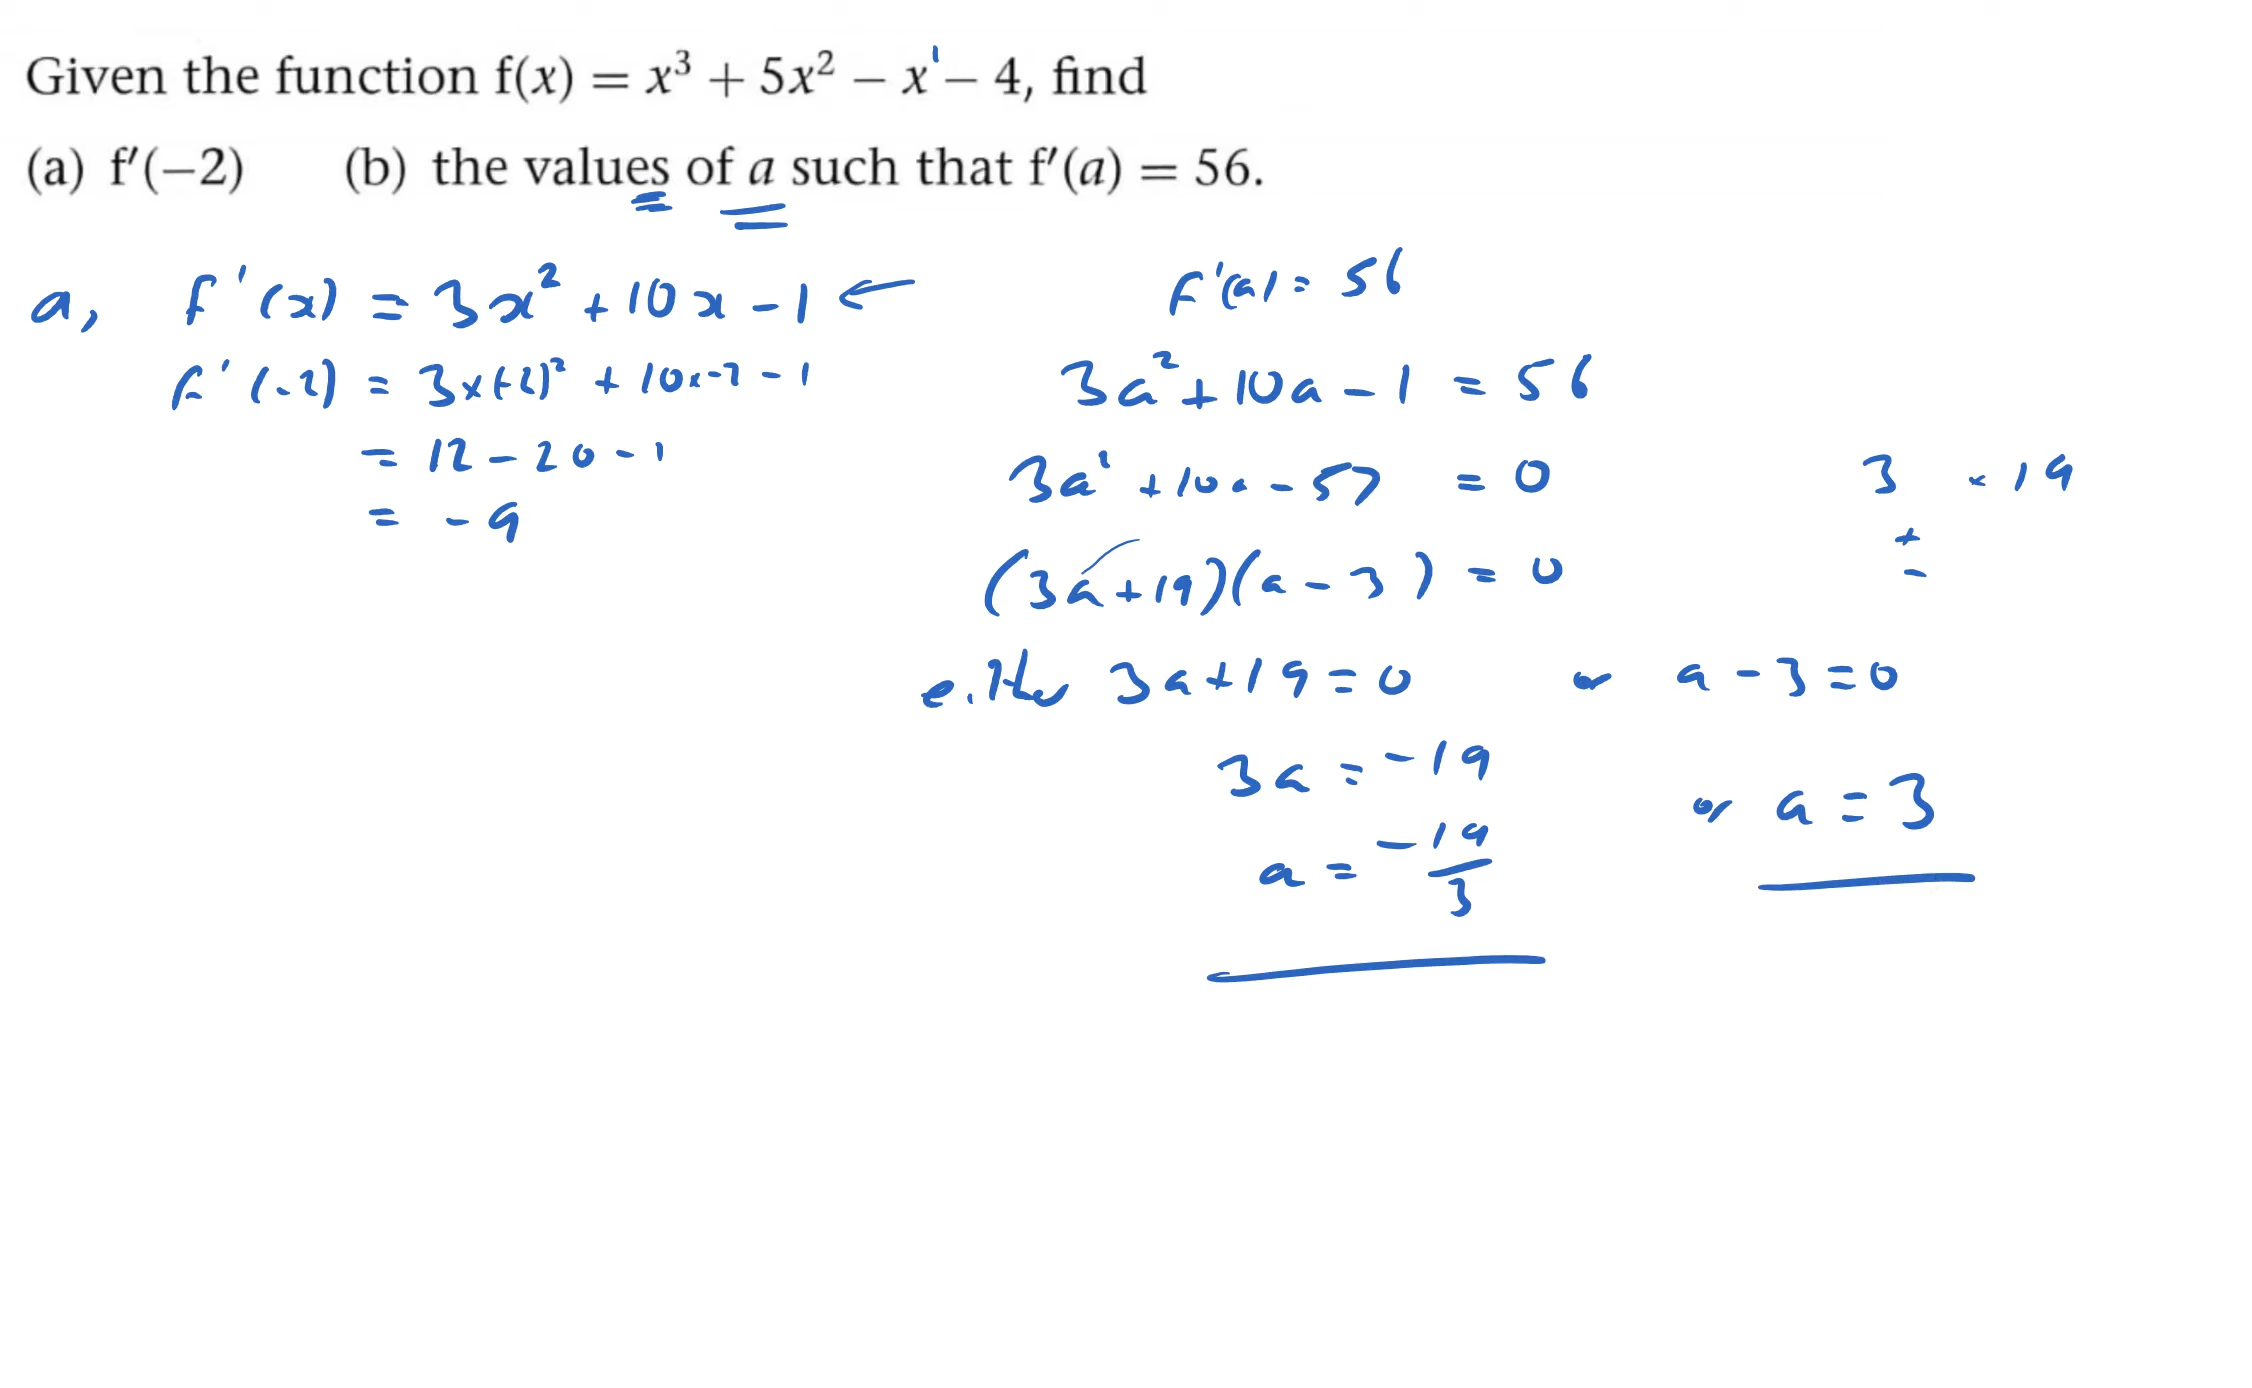 Given the function f(x) = x³ + 5x² – x' – 4, find
(a) f′(–2) (b) the values of a such that f′(a) = 56.
a, f'(x) = 3x² + 10x - 1 ←
f'(-2) = 3x(-2)² + 10x-2 - 1
= 12 - 20 - 1
= -9
f'(a) = 56
3a² + 10a - 1 = 56
3a² + 10a - 57 = 0
3 × 19
+
-
(3a + 19)(a - 3) = 0
either 3a + 19 = 0 or a - 3 = 0
3a = -19
a = -19/3
or a = 3